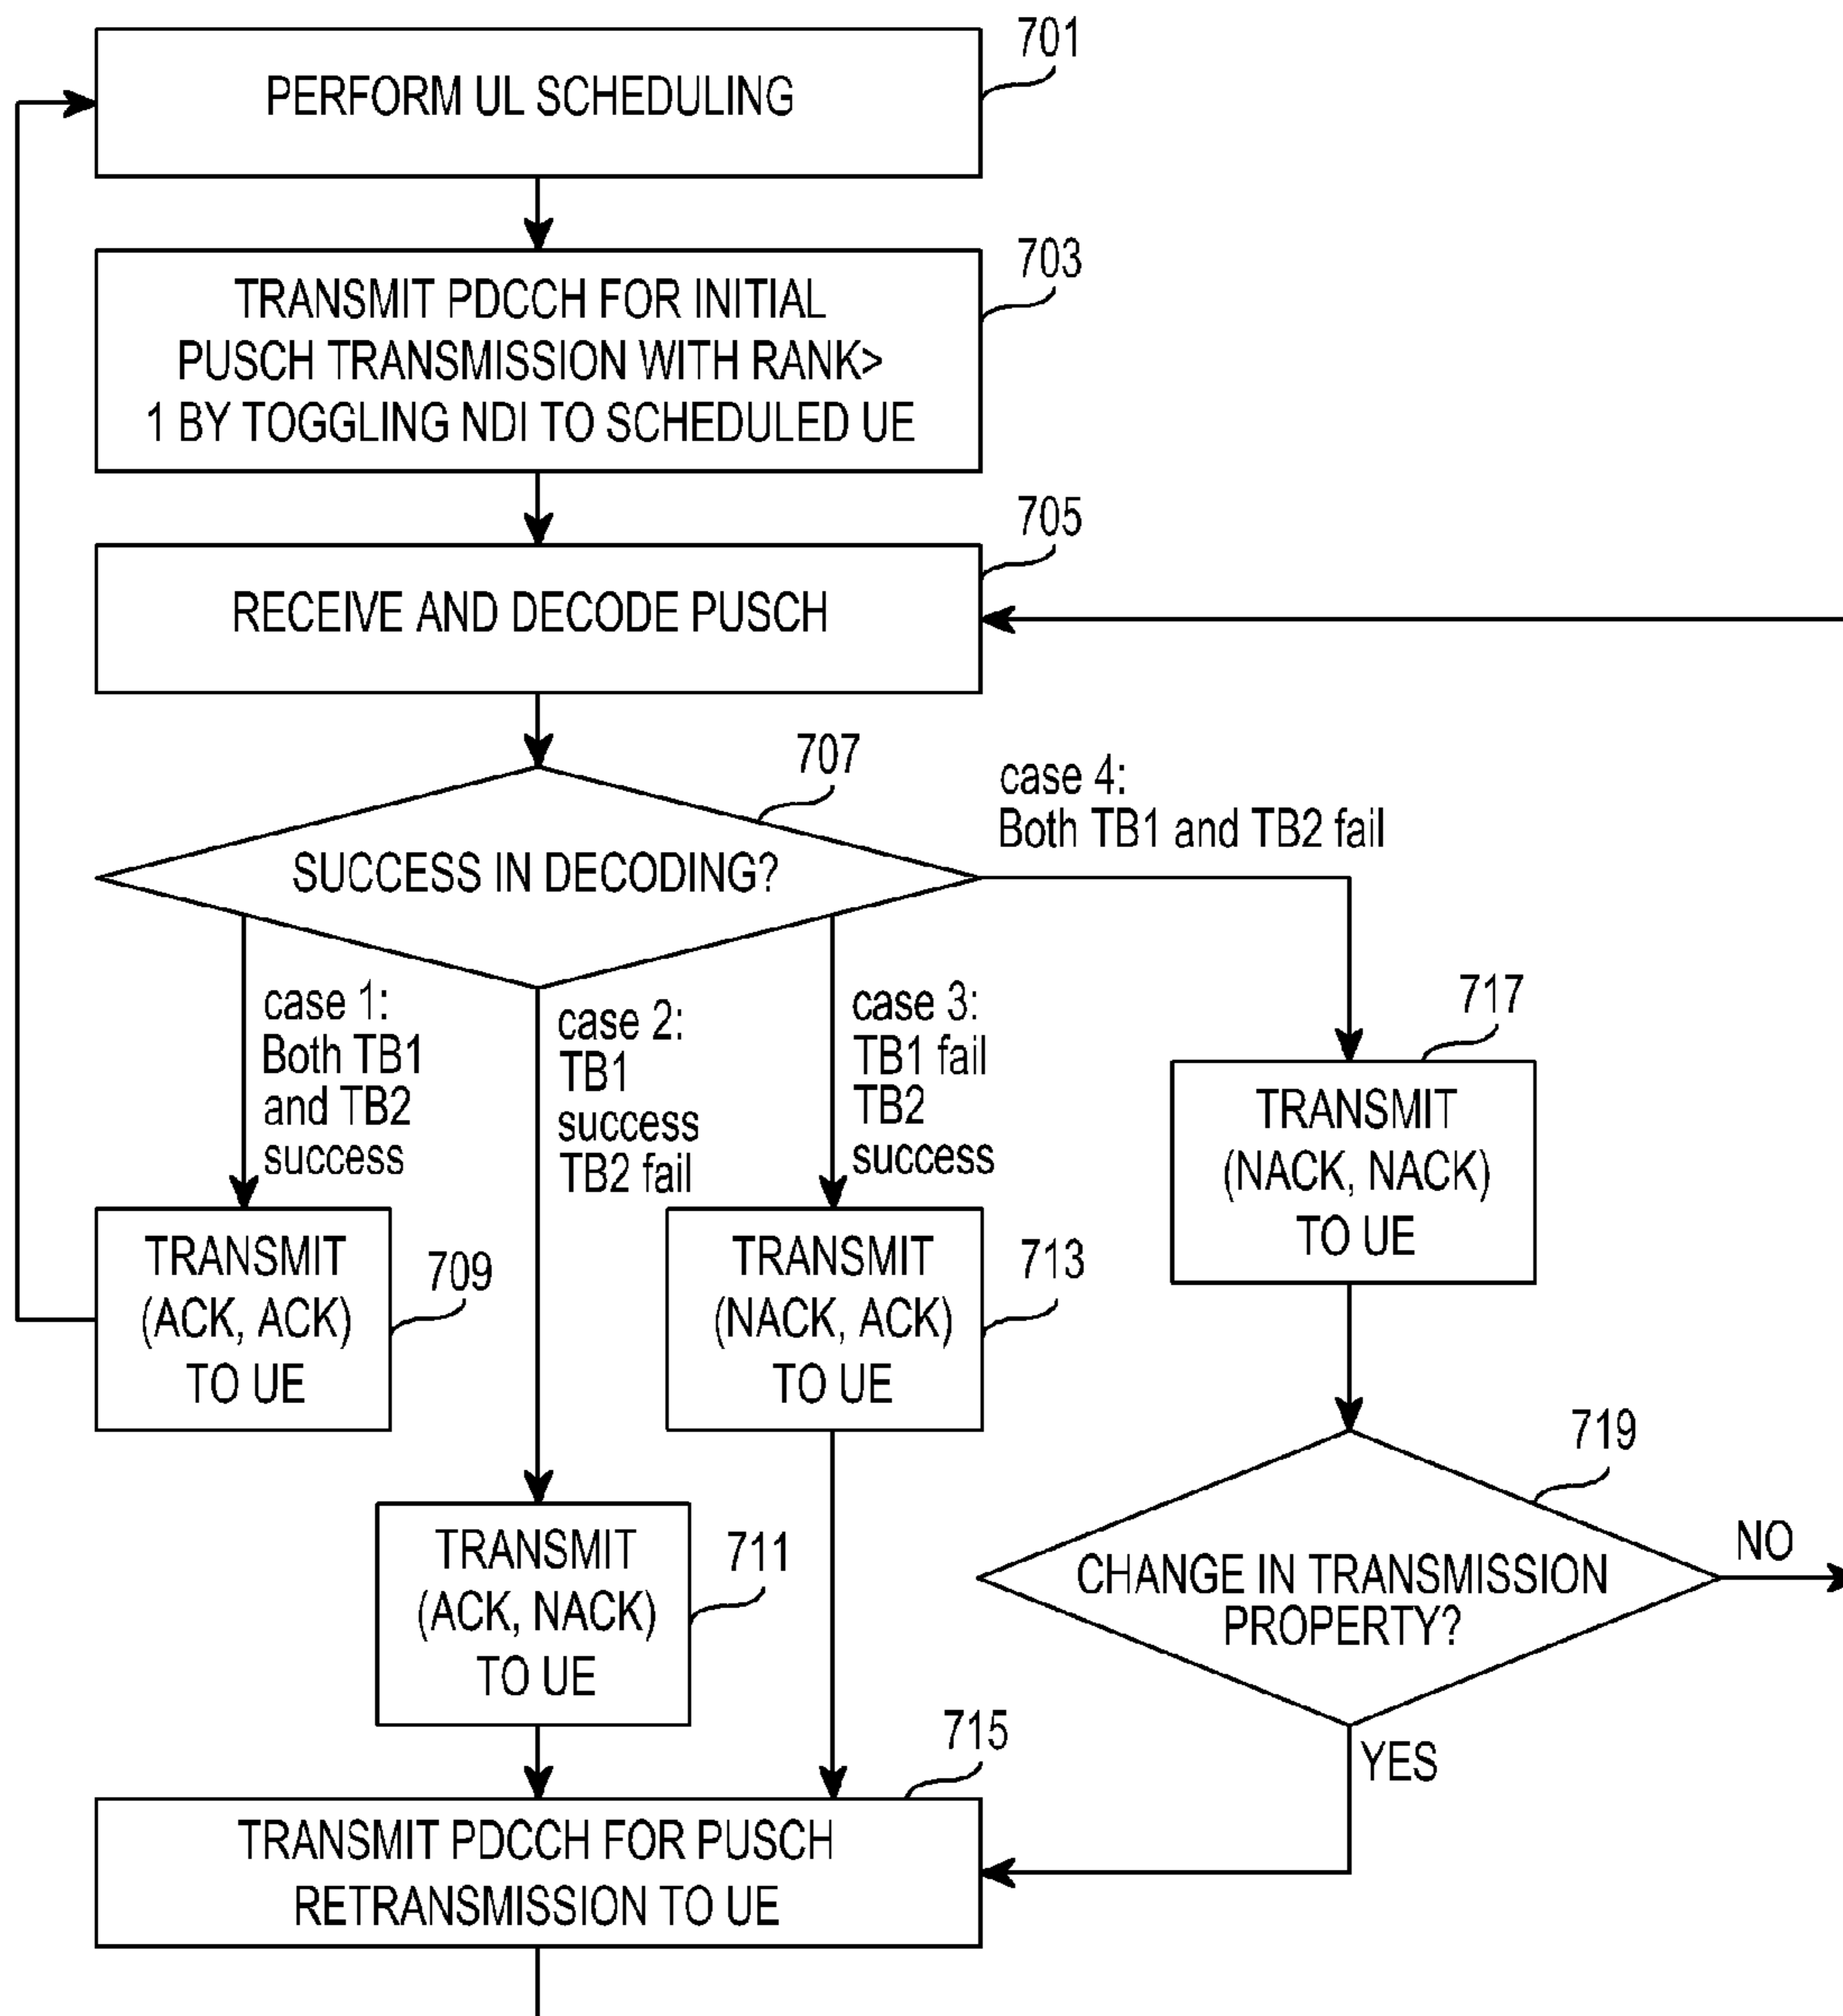 701
PERFORM UL SCHEDULING
703
TRANSMIT PDCCH FOR INITIAL
PUSCH TRANSMISSION WITH RANK>
1 BY TOGGLING NDI TO SCHEDULED UE
705
RECEIVE AND DECODE PUSCH
707
SUCCESS IN DECODING?
case 4:
Both TB1 and TB2 fail
case 1:
Both TB1
and TB2
success
case 2:
TB1
success
TB2 fail
case 3:
TB1 fail
TB2
success
717
TRANSMIT
(NACK, NACK)
TO UE
TRANSMIT
(ACK, ACK)
TO UE
709
TRANSMIT
(NACK, ACK)
TO UE
713
719
CHANGE IN TRANSMISSION
PROPERTY?
NO
YES
TRANSMIT
(ACK, NACK)
TO UE
711
715
TRANSMIT PDCCH FOR PUSCH
RETRANSMISSION TO UE